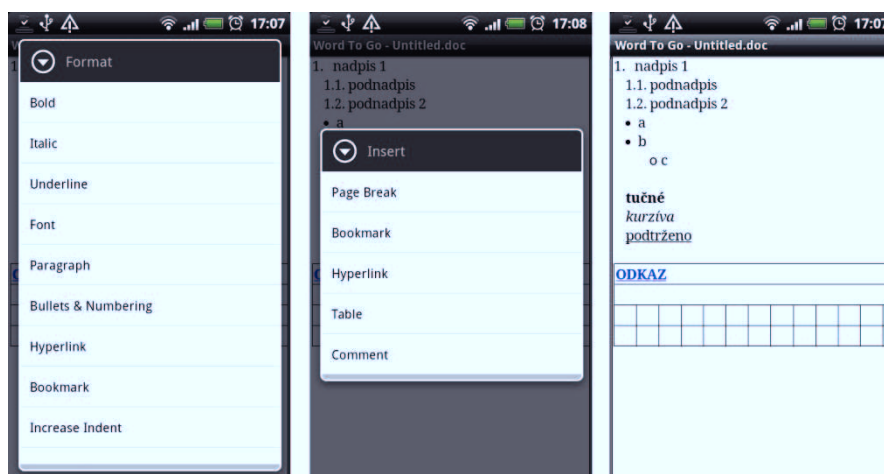 17:07
Format
Bold
Italic
Underline
Font
Paragraph
Bullets & Numbering
Hyperlink
Bookmark
Increase Indent
17:08
Word To Go - Untitled.doc
1. nadpis 1
1.1. podnadpis
1.2. podnadpis 2
• a
Insert
Page Break
Bookmark
Hyperlink
Table
Comment
17:07
Word To Go - Untitled.doc
1. nadpis 1
1.1. podnadpis
1.2. podnadpis 2
• a
• b
o c
tučné
kurzíva
podtrženo
ODKAZ